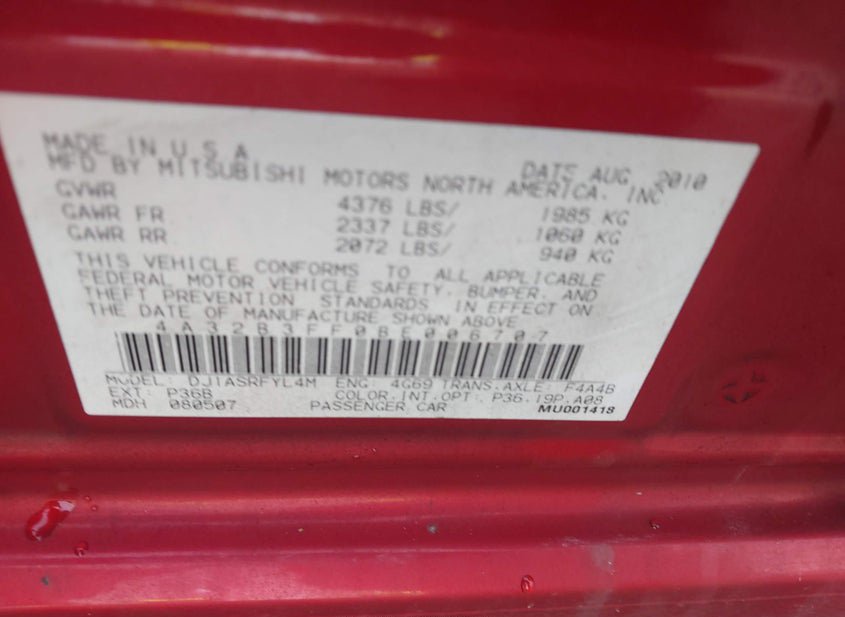 MADE IN U.S.A. DATE AUG. 2010
MFD BY MITSUBISHI MOTORS NORTH AMERICA, INC
GVWR 4376 LBS/ 1985 KG
GAWR FR 2337 LBS/ 1060 KG
GAWR RR 2072 LBS/ 940 KG
THIS VEHICLE CONFORMS TO ALL APPLICABLE
FEDERAL MOTOR VEHICLE SAFETY, BUMPER, AND
THEFT PREVENTION STANDARDS IN EFFECT ON
THE DATE OF MANUFACTURE SHOWN ABOVE
4A32B3FF0BE006707
MODEL: DJ1ASRFYL4M ENG: 4G69 TRANS.AXLE: F4A4B
EXT: P36B COLOR.INT.OPT: P36.19P.A08
MDH 080507 PASSENGER CAR MU001418